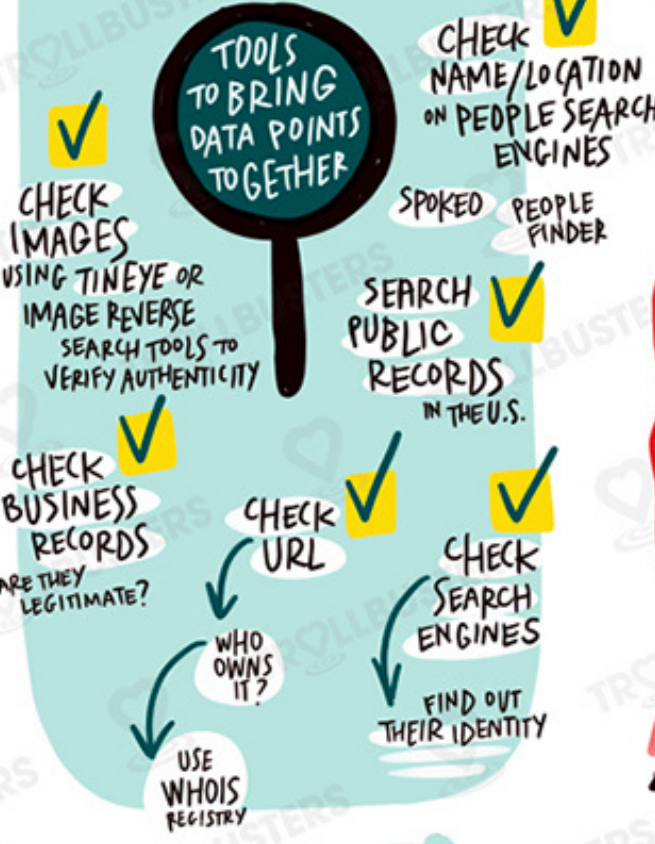 TOOLS
TO BRING
DATA POINTS
TOGETHER
CHECK
NAME/LOCATION
ON PEOPLE SEARCH
ENGINES
SPOKEO
PEOPLE
FINDER
CHECK
IMAGES
USING TINEYE OR
IMAGE REVERSE
SEARCH TOOLS TO
VERIFY AUTHENTICITY
SEARCH
PUBLIC
RECORDS
IN THE U.S.
CHECK
BUSINESS
RECORDS
ARE THEY
LEGITIMATE?
CHECK
URL
WHO
OWNS
IT?
USE
WHOIS
REGISTRY
CHECK
SEARCH
ENGINES
FIND OUT
THEIR IDENTITY
TROLLBUSTERS